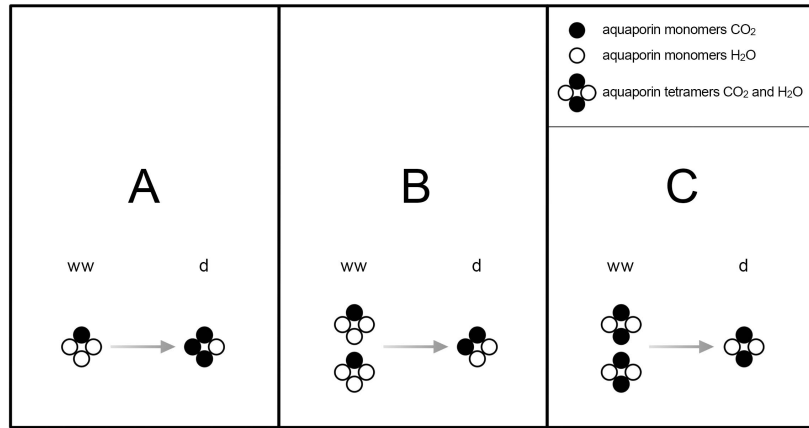 A
ww d
B
ww d
aquaporin monomers CO₂
aquaporin monomers H₂O
aquaporin tetramers CO₂ and H₂O
C
ww d